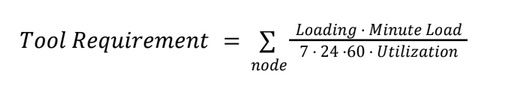 Tool Requirement = ∑ node Loading · Minute Load / 7 · 24 ·60 · Utilization